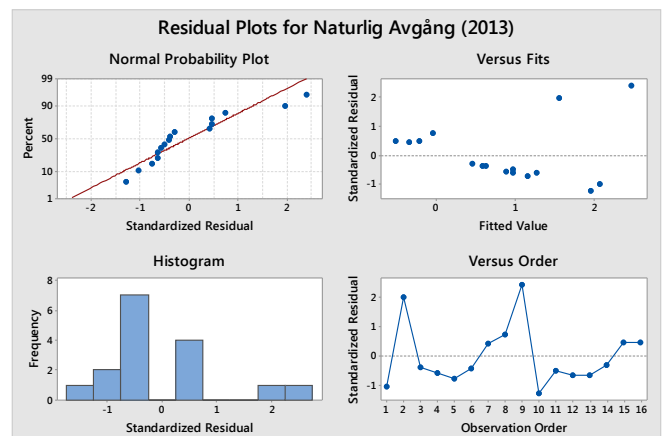 Residual Plots for Naturlig Avgång (2013)
Normal Probability Plot
99
90
50
10
1
Percent
-2 -1 0 1 2
Standardized Residual
Versus Fits
2
1
0
-1
Standardized Residual
0 1 2
Fitted Value
Histogram
8
6
4
2
0
Frequency
-1 0 1 2
Standardized Residual
Versus Order
2
1
0
-1
Standardized Residual
1 2 3 4 5 6 7 8 9 10 11 12 13 14 15 16
Observation Order